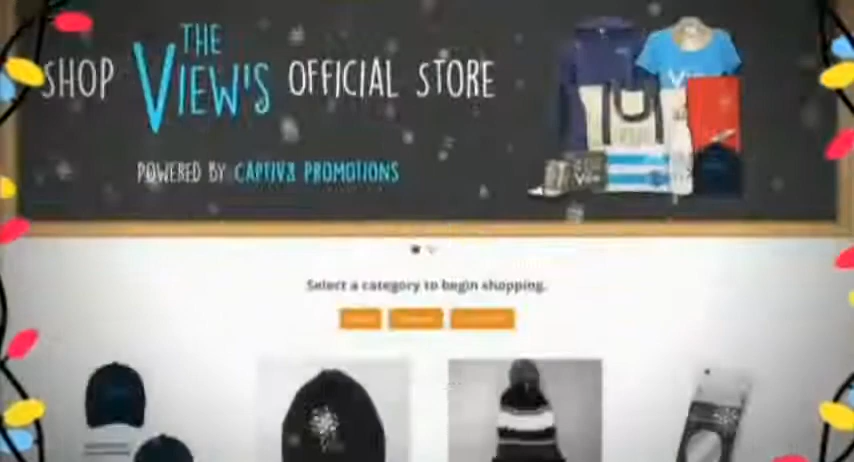 SHOP THE VIEW'S OFFICIAL STORE
POWERED BY CAPTIV8 PROMOTIONS
Select a category to begin shopping.